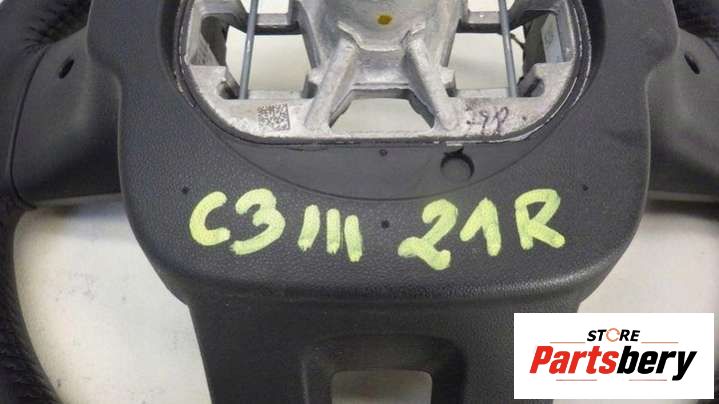 C3 III 21R
STORE
Partsbery